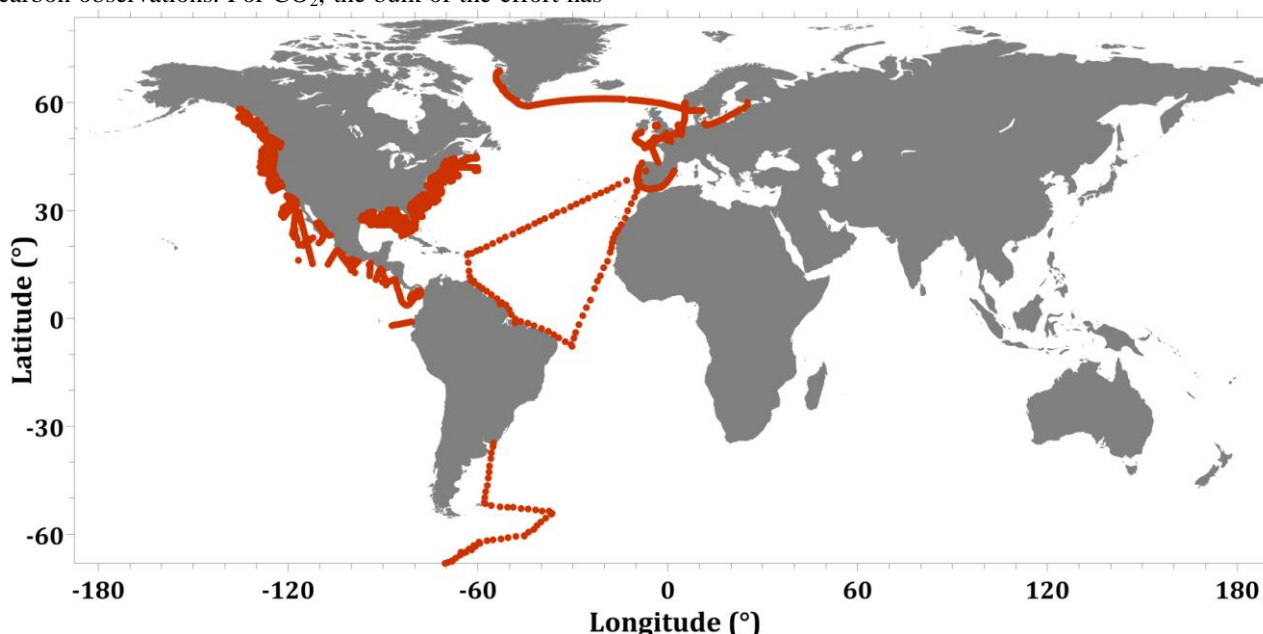 carbon observations. For CO₂, the bulk of the effort has
60
30
0
-30
-60
Latitude (°)
-180 -120 -60 0 60 120 180
Longitude (°)